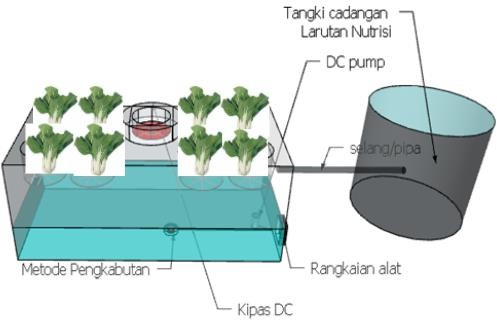 Tangki cadangan
Larutan Nutrisi
DC pump
selang/pipa
Metode Pengkabutan
Rangkaian alat
Kipas DC